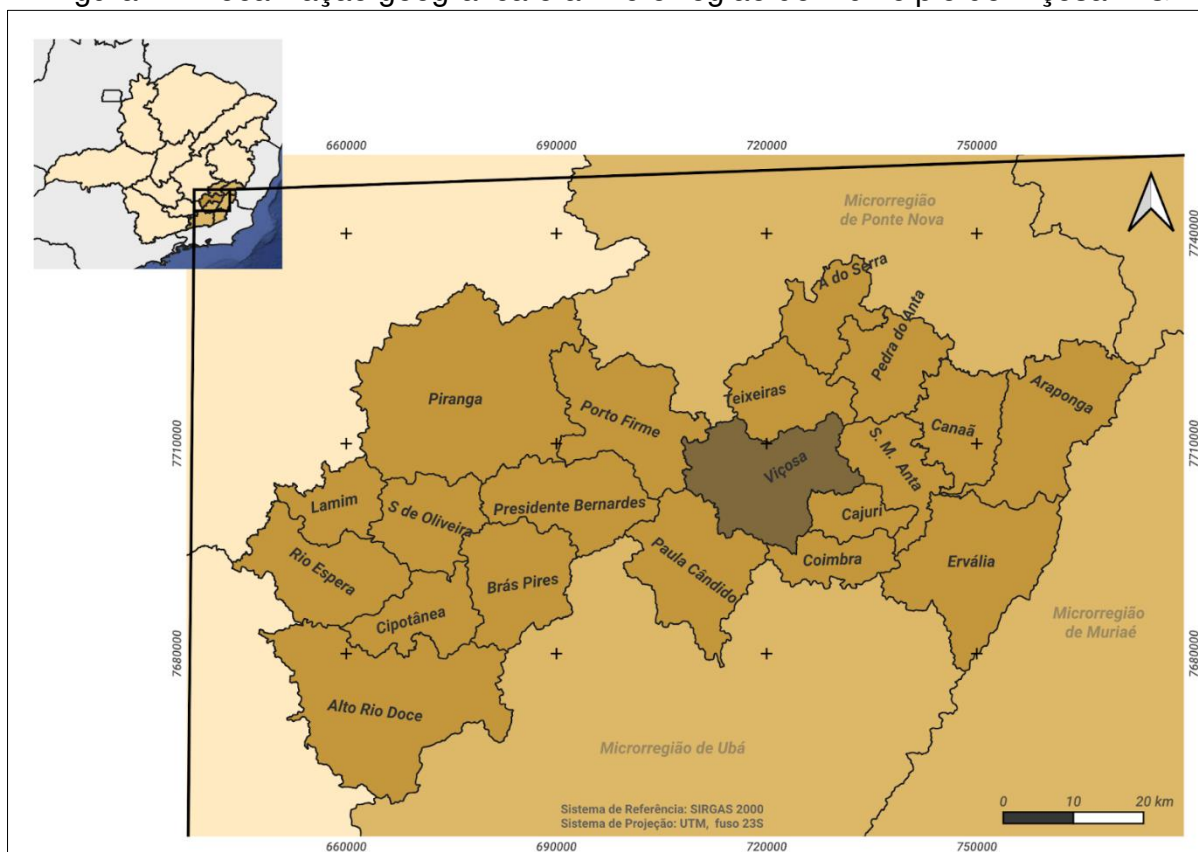 660000
690000
720000
750000
Microrregião
de Ponte Nova
7740000
A do Serra
Pedra do Anta
Araponga
Piranga
Porto Firme
Teixeiras
Canaã
S. M. Anta
7710000
7710000
Viçosa
Lamim
S de Oliveira
Presidente Bernardes
Cajuri
Rio Espera
Brás Pires
Paula Cândido
Coimbra
Ervália
Cipotânea
Microrregião
de Muriaé
7680000
7680000
Alto Rio Doce
Microrregião de Ubá
Sistema de Referência: SIRGAS 2000
Sistema de Projeção: UTM, fuso 23S
0
10
20 km
660000
690000
720000
750000